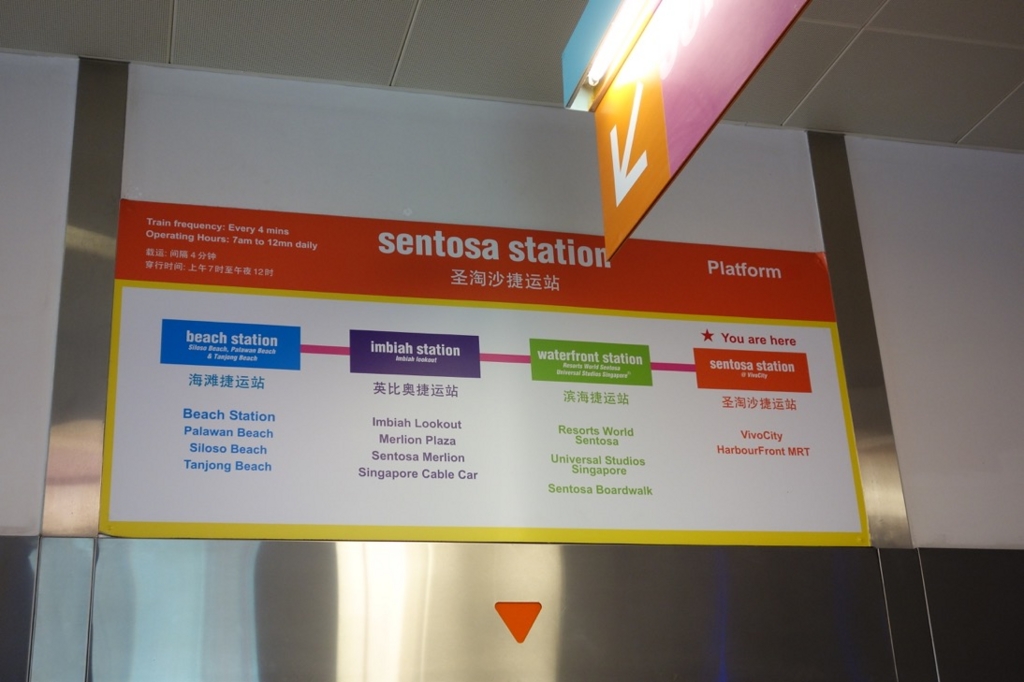 Train frequency: Every 4 mins
Operating Hours: 7am to 12mn daily
载运: 间隔 4 分钟
穿行时间: 上午7时至午夜12时
sentosa station
圣淘沙捷运站
Platform
beach station
Siloso Beach, Palawan Beach
& Tanjong Beach
海滩捷运站
Beach Station
Palawan Beach
Siloso Beach
Tanjong Beach
imbiah station
Imbiah lookout
英比奥捷运站
Imbiah Lookout
Merlion Plaza
Sentosa Merlion
Singapore Cable Car
waterfront station
Resorts World Sentosa
Universal Studios Singapore®
滨海捷运站
Resorts World
Sentosa
Universal Studios
Singapore
Sentosa Boardwalk
★ You are here
sentosa station
@ VivoCity
圣淘沙捷运站
VivoCity
HarbourFront MRT